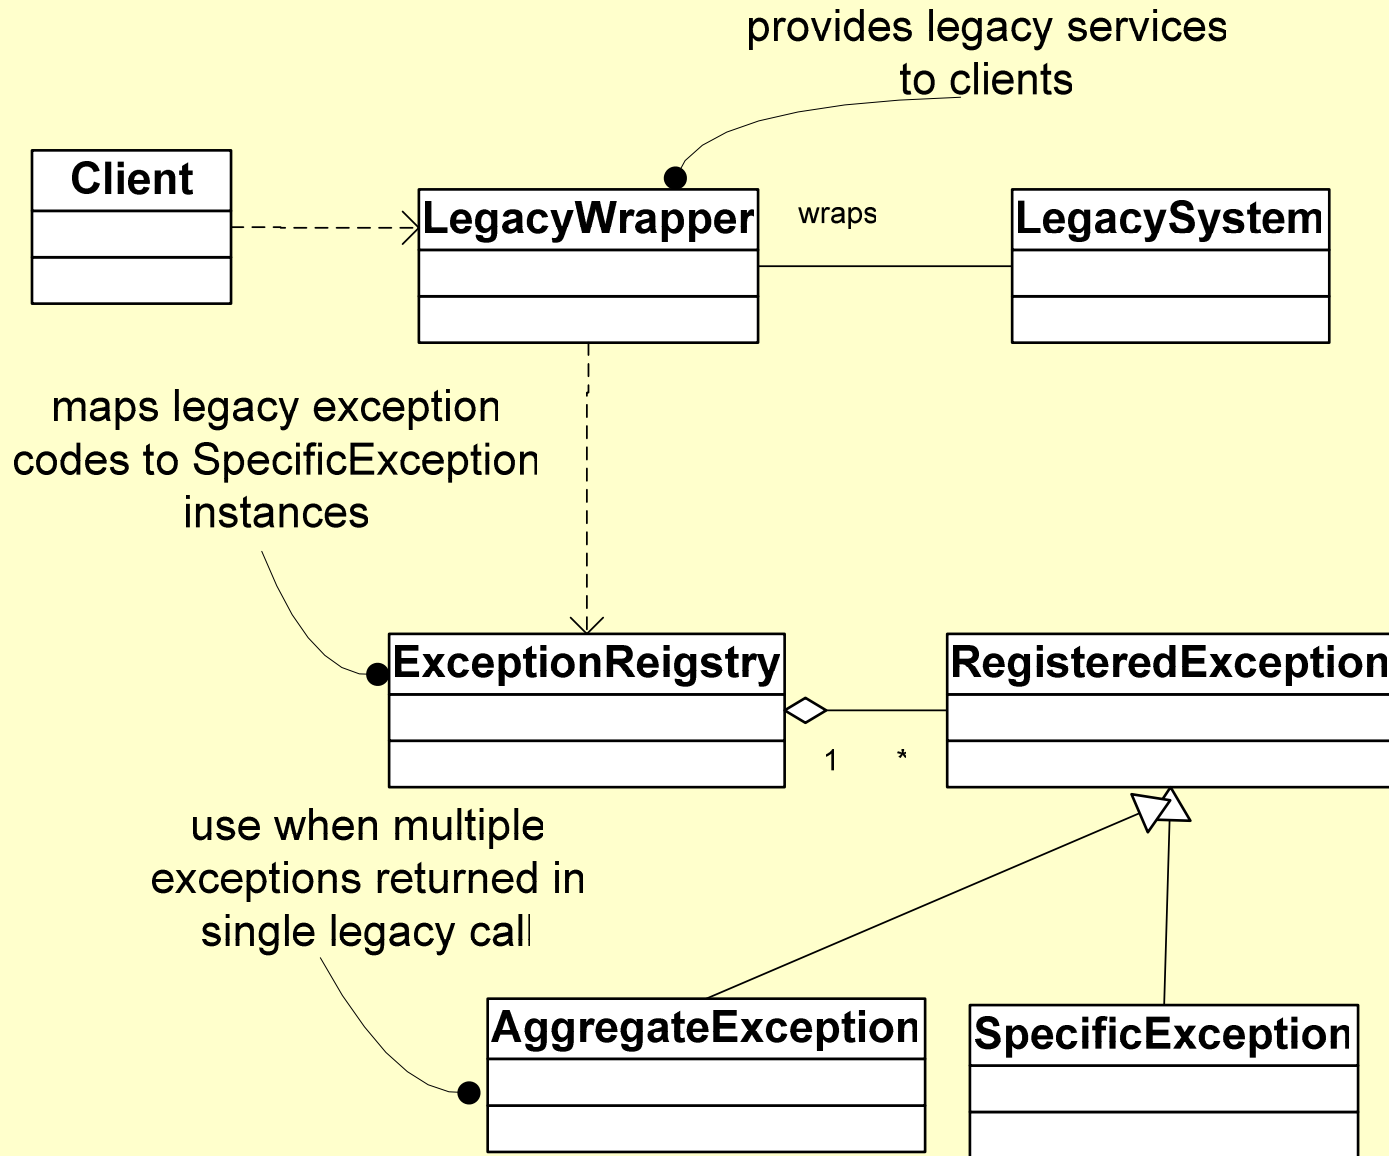 provides legacy services
to clients
Client
LegacyWrapper
wraps
LegacySystem
maps legacy exception
codes to SpecificException
instances
ExceptionReigstry
RegisteredException
1
*
use when multiple
exceptions returned in
single legacy call
AggregateException
SpecificException